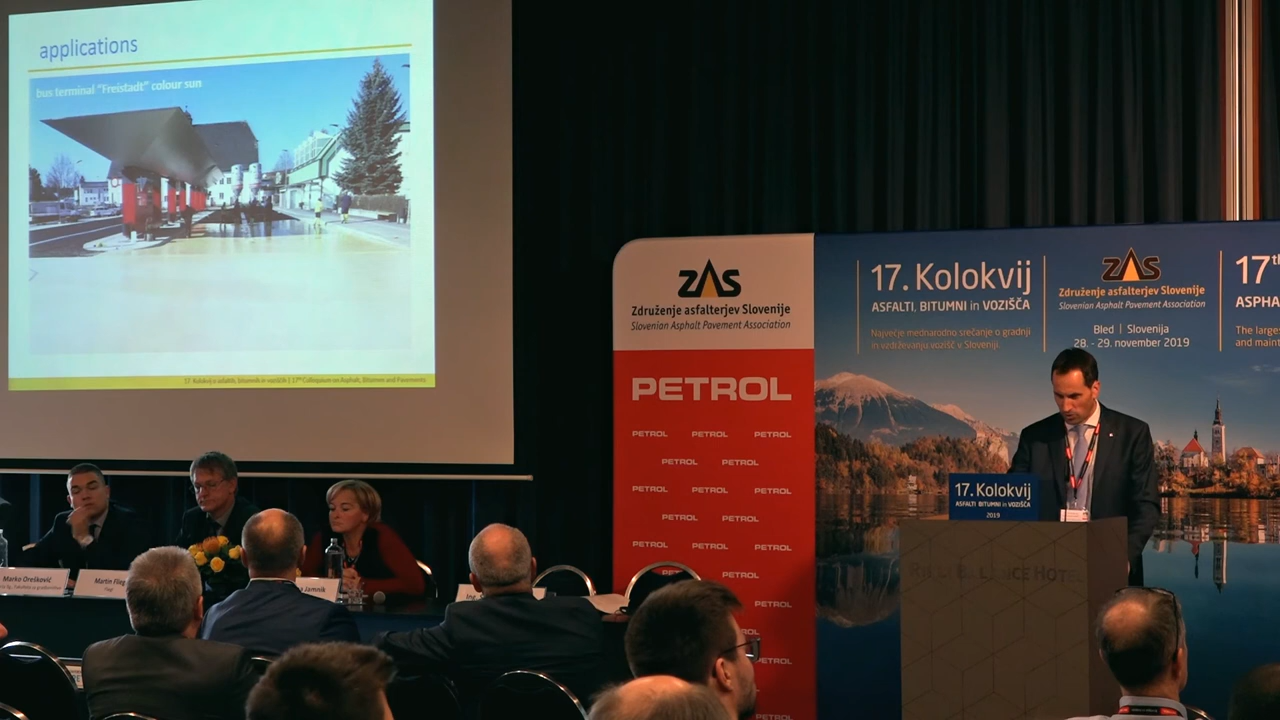 applications
bus terminal "Freistadt" colour sun
17. Kolokvij o asfaltih, bitumnih in voziščih | 17th Colloquium on Asphalt, Bitumen and Pavements
ZAS
Združenje asfalterjev Slovenije
Slovenian Asphalt Pavement Association
PETROL
PETROL PETROL PETROL
PETROL PETROL
PETROL PETROL PETROL
PETROL PETROL
PETROL PETROL PETROL
PETROL
PETROL
PETROL
PETROL
17. Kolokvij
ASFALTI, BITUMNI in VOZIŠČA
Največje mednarodno srečanje o gradnji
in vzdrževanju vozišč v Sloveniji.
ZAS
Združenje asfalterjev Slovenije
Slovenian Asphalt Pavement Association
Bled | Slovenija
28. - 29. november 2019
17th
ASPHA
The larges
and maint
17. Kolokvij
ASFALTI BITUMNI in VOZIŠČA
2019
HOTEL
Marko Orešković
Martin Flieg
Jamnik
Ing